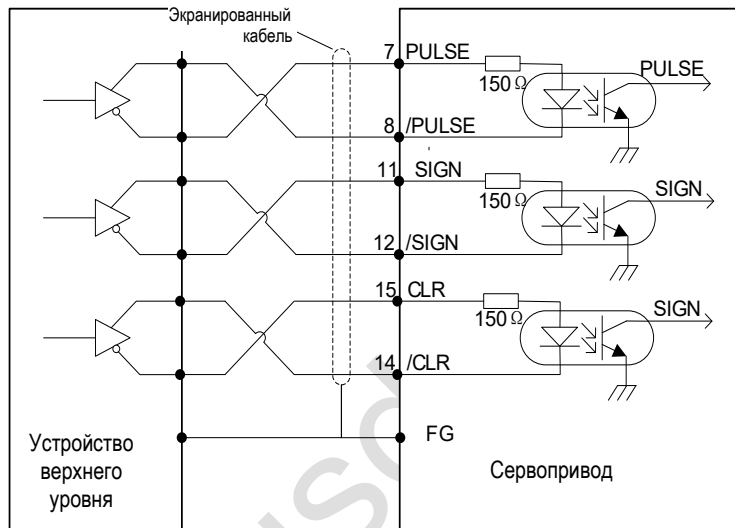 Экранированный
кабель
7 PULSE
150 Ω
PULSE
8 /PULSE
11 SIGN
150 Ω
SIGN
12 /SIGN
15 CLR
150 Ω
SIGN
14 /CLR
FG
Устройство
верхнего
уровня
Сервопривод